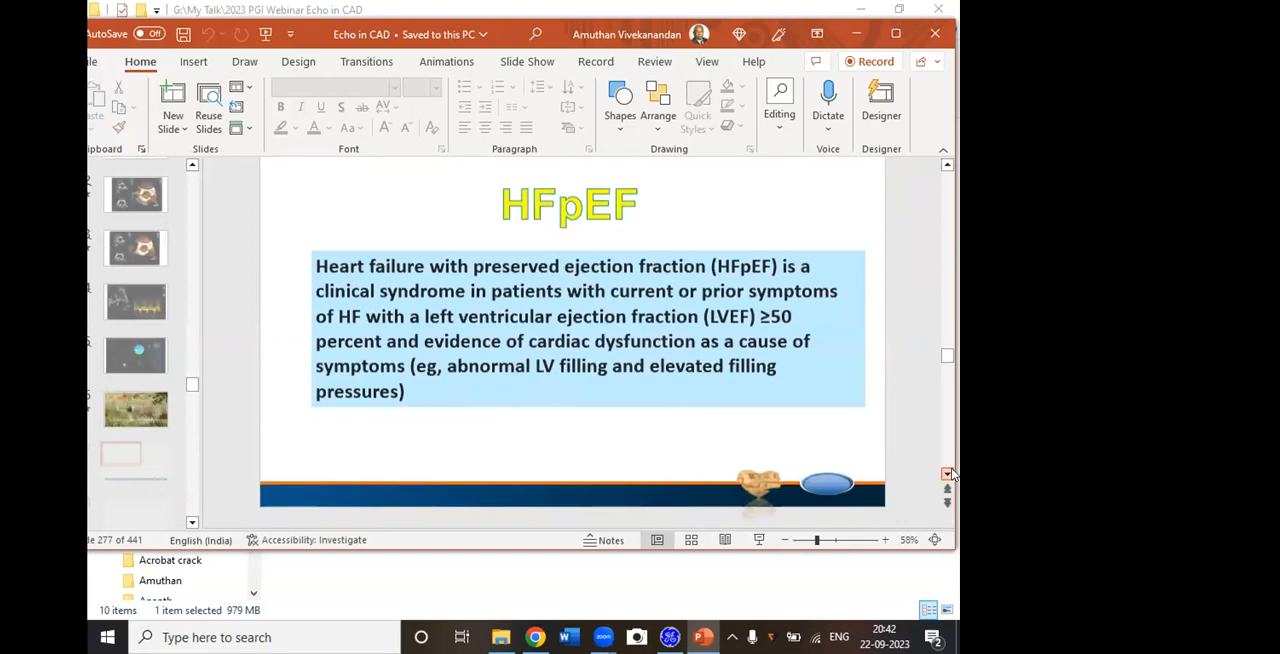 G:\My Talk\2023 PGI Webinar Echo in CAD
AutoSave Off
Echo in CAD • Saved to this PC
Amuthan Vivekanandan
Home
Insert
Draw
Design
Transitions
Animations
Slide Show
Record
Review
View
Help
Record
New Slide
Reuse Slides
Shapes
Arrange
Quick Styles
Editing
Dictate
Designer
Slides
Font
Paragraph
Drawing
Voice
Designer
HFpEF
Heart failure with preserved ejection fraction (HFpEF) is a
clinical syndrome in patients with current or prior symptoms
of HF with a left ventricular ejection fraction (LVEF) ≥50
percent and evidence of cardiac dysfunction as a cause of
symptoms (eg, abnormal LV filling and elevated filling
pressures)
de 277 of 441
English (India)
Accessibility: Investigate
Notes
58%
Acrobat crack
Amuthan
10 items
1 item selected 979 MB
Type here to search
ENG
20:42
22-09-2023
2